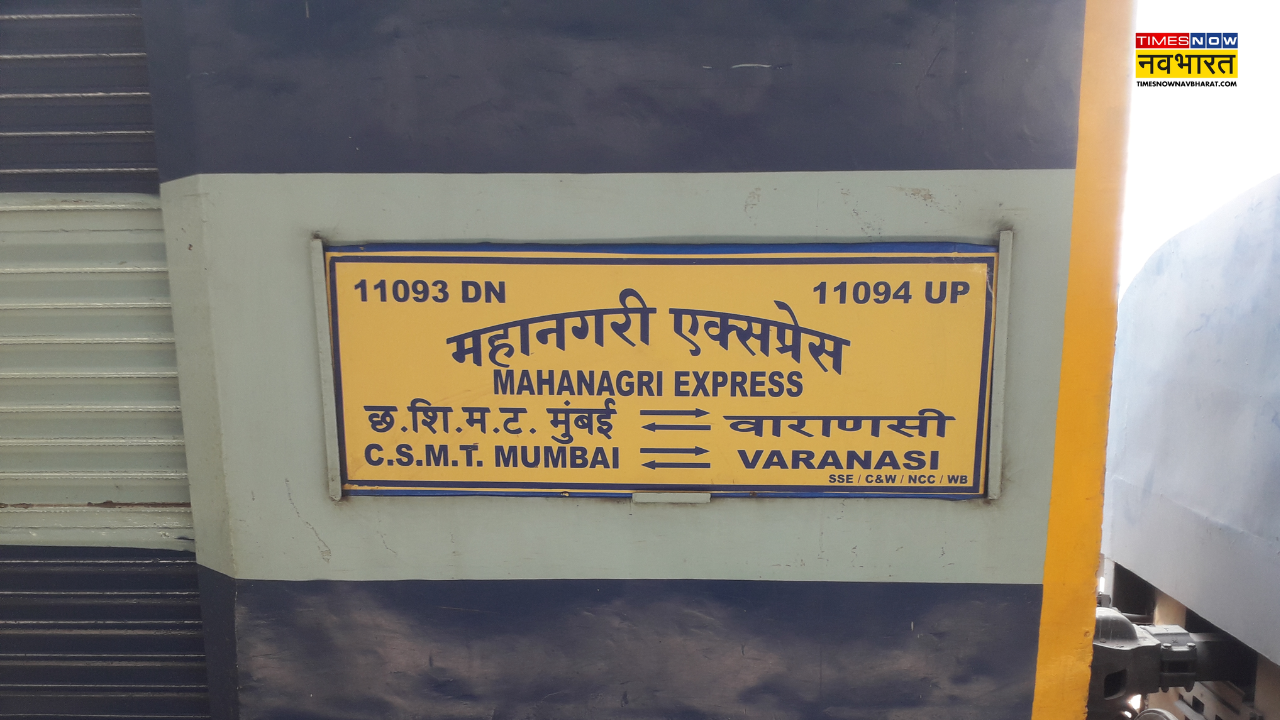 TIMES NOW
नवभारत
TIMESNOWNAVBHARAT.COM
11093 DN 11094 UP
महानगरी एक्सप्रेस
MAHANAGRI EXPRESS
छ.शि.म.ट. मुंबई वाराणसी
C.S.M.T. MUMBAI VARANASI
SSE / C&W / NCC / WB